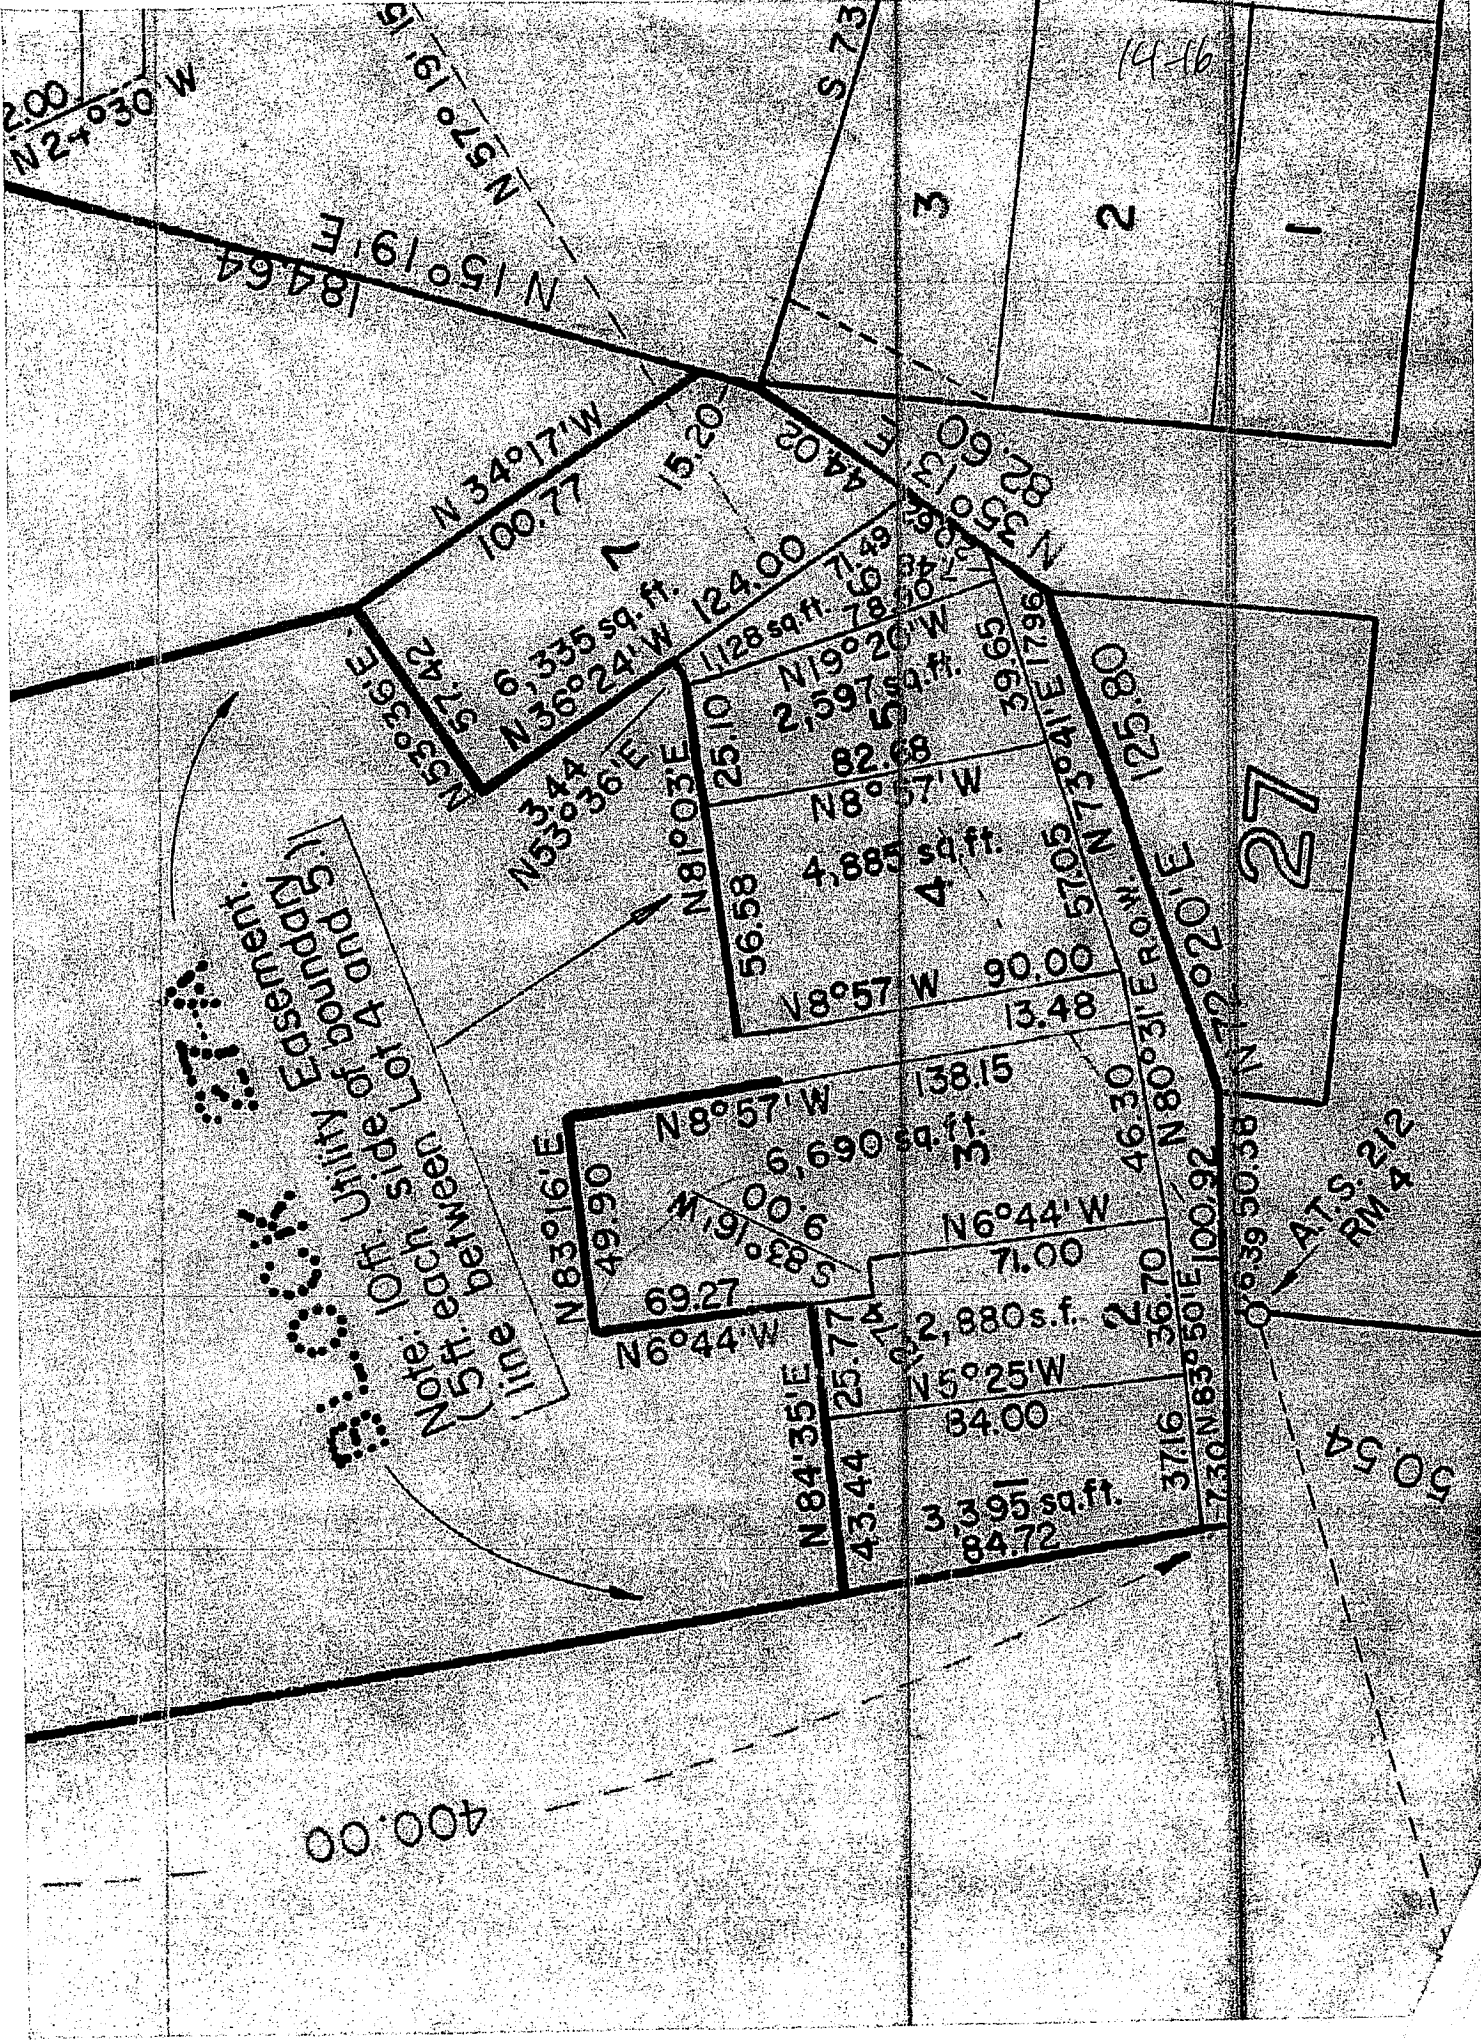 14-16
2.00
N 24°30' W
N 57° 19' 15
S 73
3
2
1
N 15° 19' E
184.64
N 34°17' W
100.77
15.20
44.02
N 35° E
82.60
7
6,335 sq. ft.
N 53°36' E
57.42
N 36°24' W 124.00
3.44
N 53°36' E
71.49
1,128 sq. ft.
78.00
N 19°20' W
2,597 sq. ft.
5
39.65
17.96
N 81°03' E
25.10
82.68
N 8°57' W
4,885 sq. ft.
4
57.05
N 73°41' E
R.O.W.
125.80
N 72°20' E
27
56.58
N 8°57' W 90.00
13.48
N 80°31' E
138.15
N 8°57' W
6,690 sq. ft.
3
46.30
N 83°16' E
49.90
S 83°16' W
9.00
N 6°44' W
71.00
69.27
N 6°44' W
2,880 s.f.
2
36.70
N 83°50' E 100.92
50.38
A.T.S. 212
RM 4
N 84°35' E
25.77
N 5°25' W
84.00
43.44
1
3,395 sq. ft.
84.72
37.16
7.30
50.54
400.00
BLOCK 21A
Note: 10ft. Utility Easement.
(5ft. each side of boundary
line between Lot 4 and 5.)